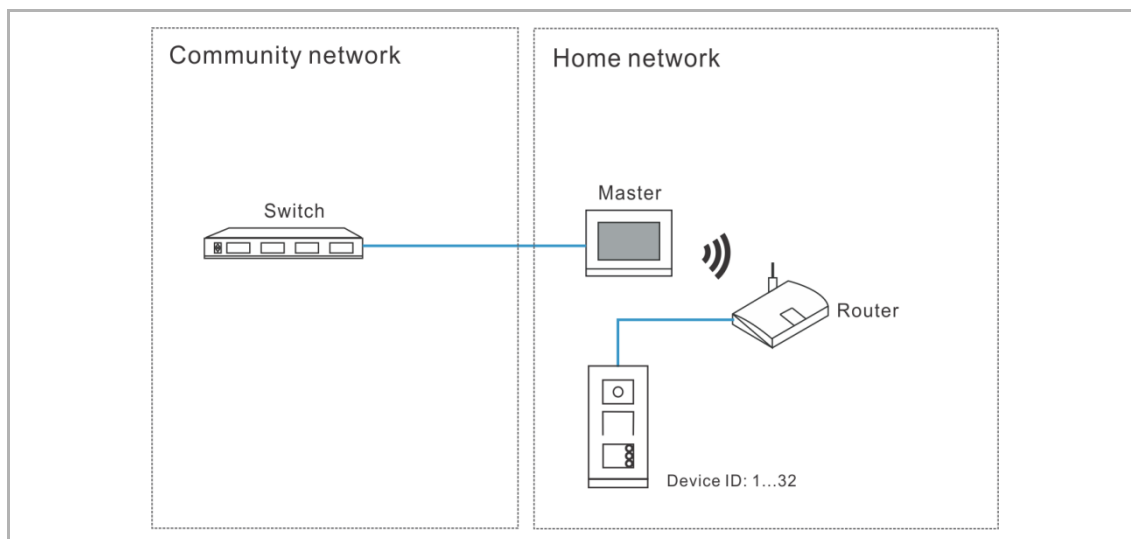 Community network
Home network
Master
Switch
Router
Device ID: 1...32